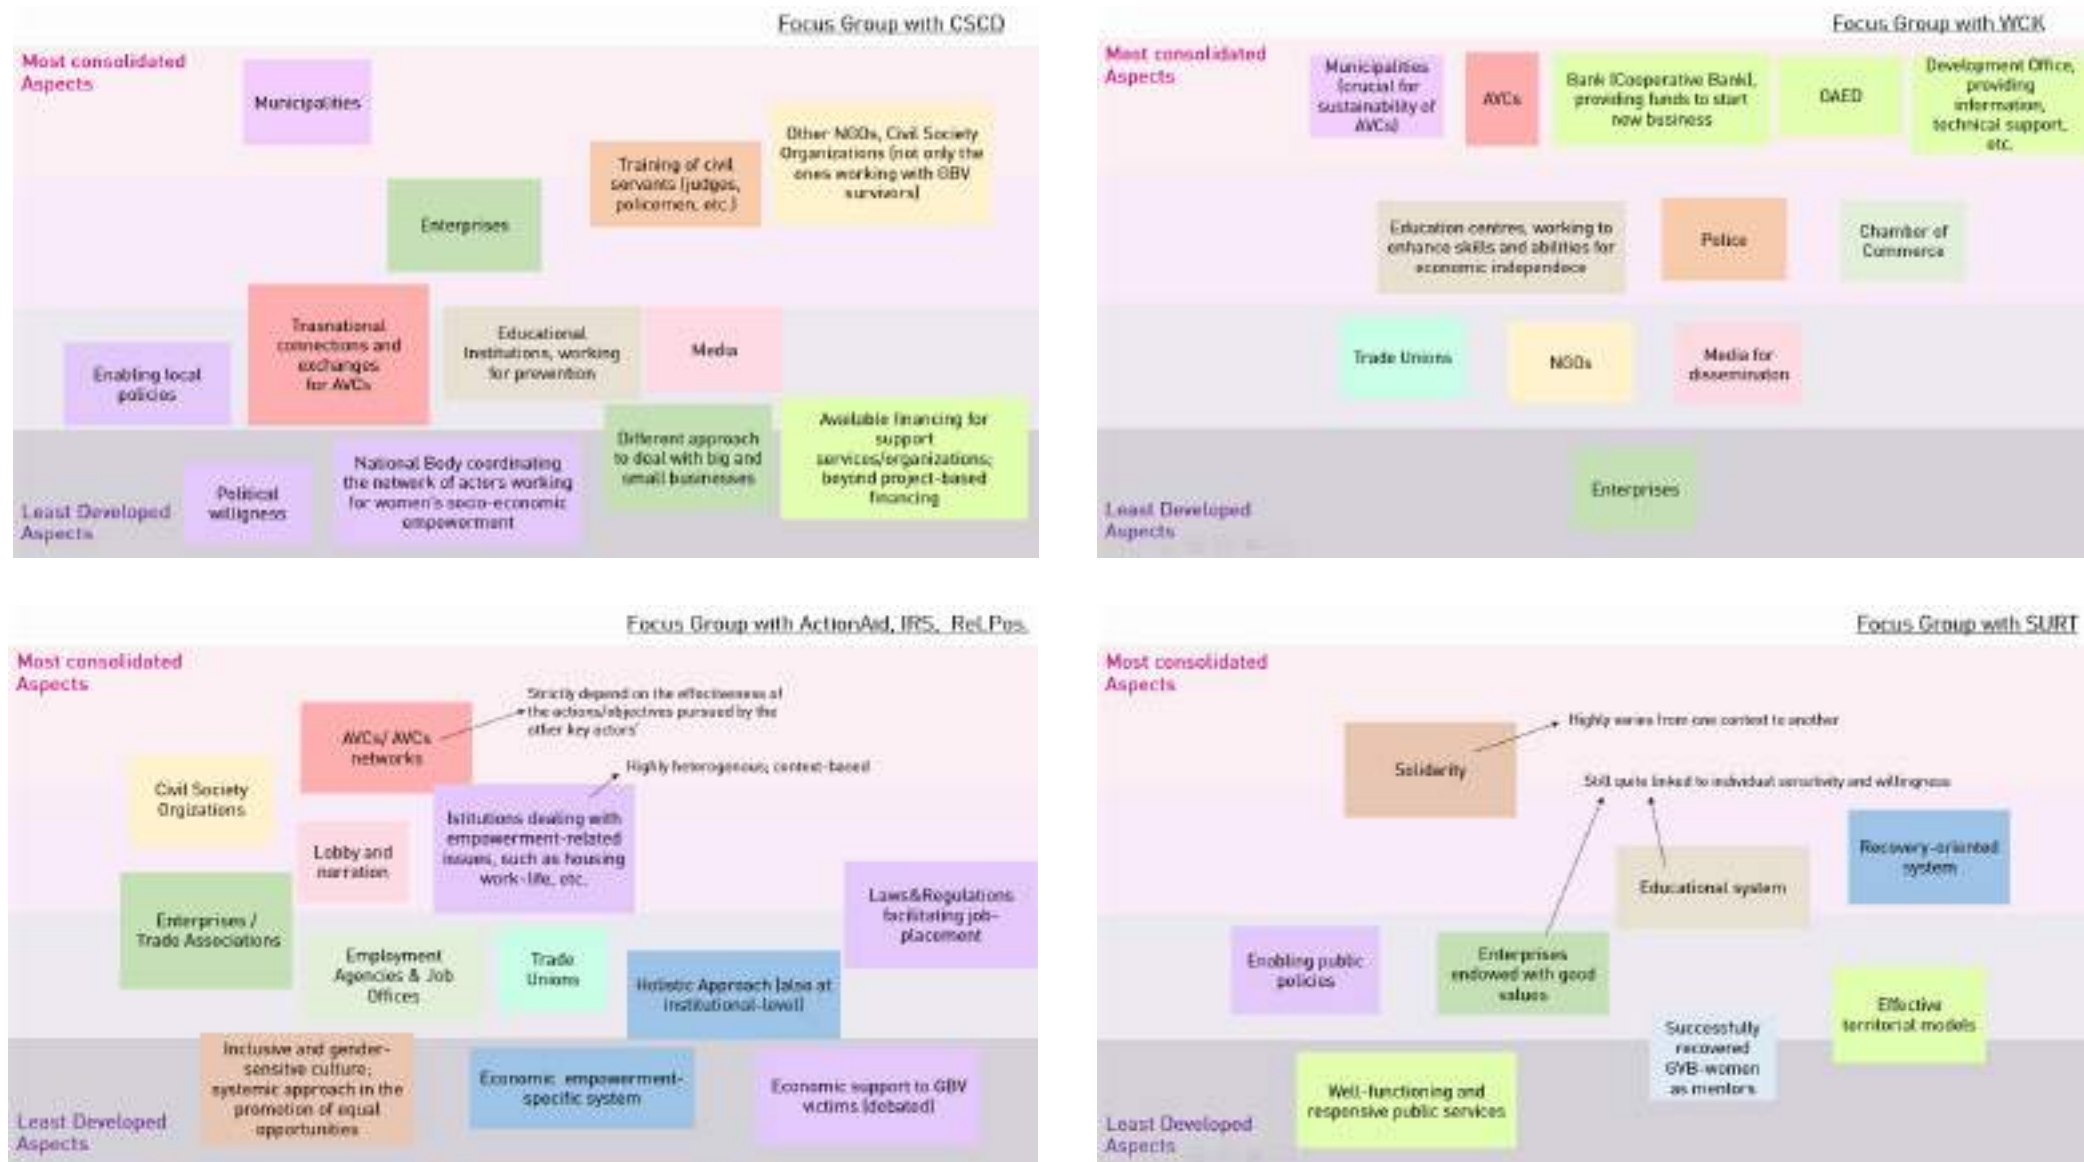 Focus Group with CSCD
Most consolidated
Aspects
Municipalities
Other NGOs, Civil Society
Organizations (not only the
ones working with GBV
survivors)
Training of civil
servants (judges,
policemen, etc.)
Enterprises
Trasnational
connections and
exchanges
for AVCs
Educational
Institutions, working
for prevention
Media
Enabling local
policies
Different approach
to deal with big and
small businesses
Available financing for
support
services/organizations;
beyond project-based
financing
National Body coordinating
the network of actors working
for women's socio-economic
empowerment
Political
willigness
Least Developed
Aspects
Focus Group with WCK
Most consolidated
Aspects
Municipalities
(crucial for
sustainability of
AVCs)
AVCs
Bank (Cooperative Bank),
providing funds to start
new business
OAED
Development Office,
providing
information,
technical support,
etc.
Education centres, working to
enhance skills and abilities for
economic independece
Police
Chamber of
Commerce
Trade Unions
NGOs
Media for
disseminaton
Enterprises
Least Developed
Aspects
Focus Group with ActionAid, IRS, Rel.Pos.
Most consolidated
Aspects
AVCs/ AVCs
networks
Strictly depend on the effectiveness of
the actions/objectives pursued by the
other key actors'
Highly heterogenous; context-based
Civil Society
Orgizations
Lobby and
narration
Istitutions dealing with
empowerment-related
issues, such as housing
work-life, etc.
Laws&Regulations
facilitating job-
placement
Enterprises /
Trade Associations
Employment
Agencies & Job
Offices
Trade
Unions
Holistic Approach (also at
institutional-level)
Inclusive and gender-
sensitive culture;
systemic approach in the
promotion of equal
opportunities
Economic empowerment-
specific system
Economic support to GBV
victims (debated)
Least Developed
Aspects
Focus Group with SURT
Most consolidated
Aspects
Solidarity
Highly varies from one context to another
Still quite linked to individual sensitivity and willingness
Recovery-oriented
system
Educational system
Enabling public
policies
Enterprises
endowed with good
values
Effective
territorial models
Successfully
recovered
GVB-women
as mentors
Well-functioning and
responsive public services
Least Developed
Aspects